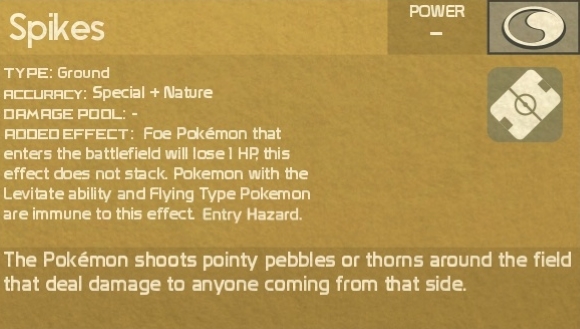 Spikes
POWER
–
TYPE: Ground
ACCURACY: Special + Nature
DAMAGE POOL: -
ADDED EFFECT: Foe Pokémon that
enters the battlefield will lose 1 HP, this
effect does not stack. Pokemon with the
Levitate ability and Flying Type Pokemon
are immune to this effect. Entry Hazard.
The Pokémon shoots pointy pebbles or thorns around the field
that deal damage to anyone coming from that side.